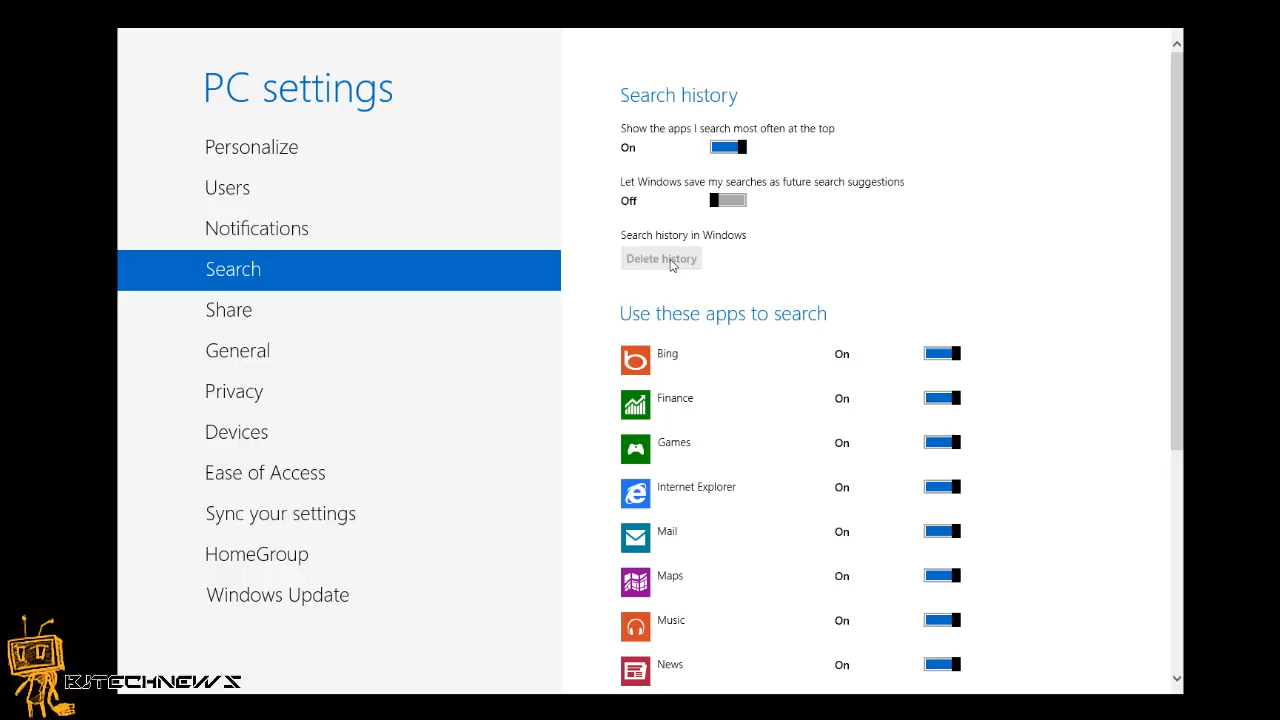 PC settings
Personalize
Users
Notifications
Search
Share
General
Privacy
Devices
Ease of Access
Sync your settings
HomeGroup
Windows Update
Search history
Show the apps I search most often at the top
On
Let Windows save my searches as future search suggestions
Off
Search history in Windows
Delete history
Use these apps to search
Bing On
Finance On
Games On
Internet Explorer On
Mail On
Maps On
Music On
News On
BJTECHNEWS